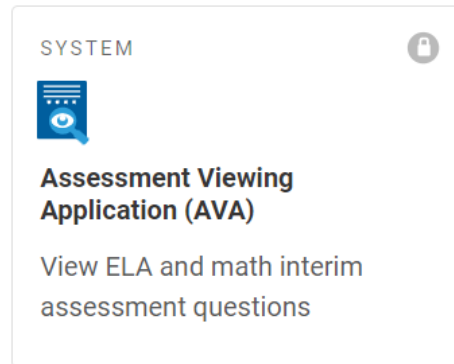 SYSTEM
Assessment Viewing
Application (AVA)
View ELA and math interim
assessment questions